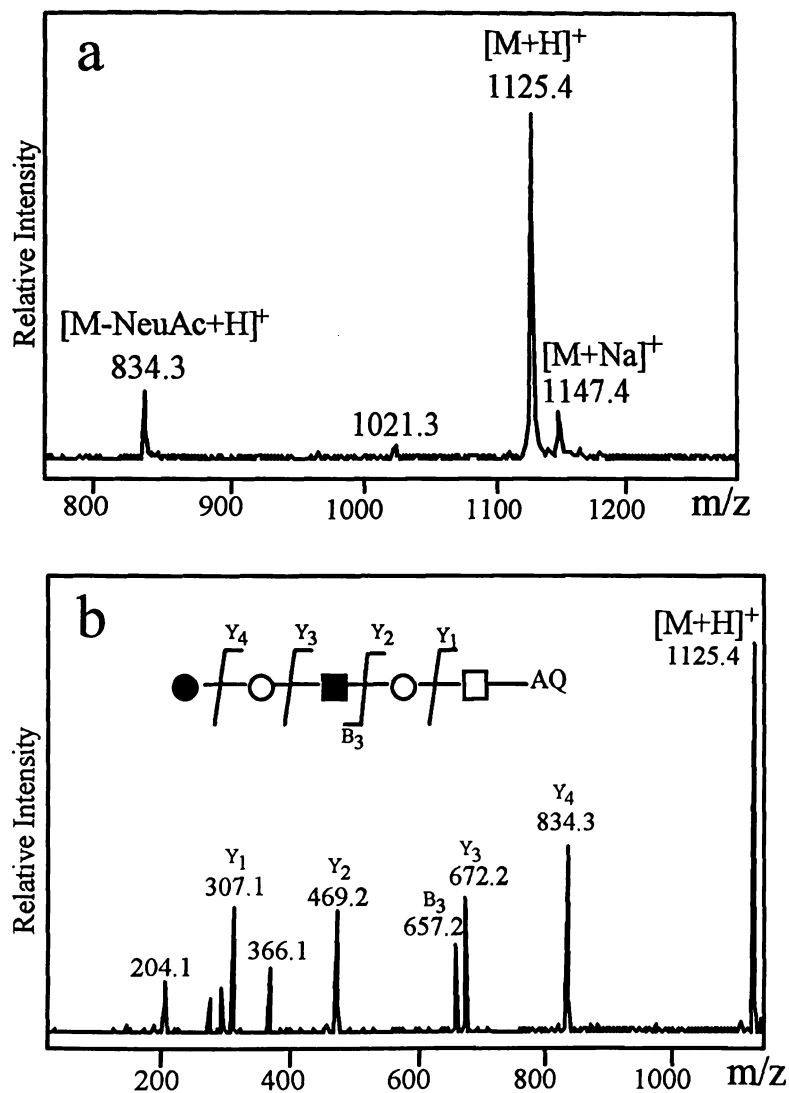 a
[M+H]+
1125.4
[M-NeuAc+H]+
834.3
1021.3
[M+Na]+
1147.4
Relative Intensity
800 900 1000 1100 1200 m/z
b
[M+H]+
1125.4
Y4 Y3 Y2 Y1
AQ
B3
Y4
834.3
Y3
672.2
B3
657.2
Y2
469.2
366.1
Y1
307.1
204.1
Relative Intensity
200 400 600 800 1000 m/z